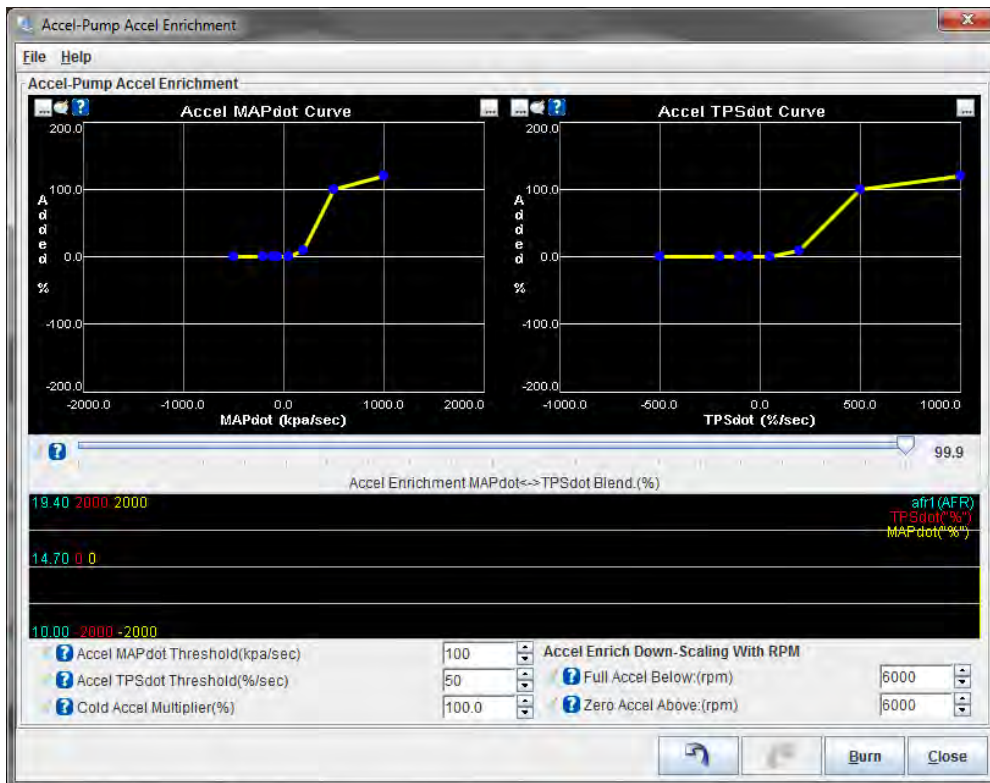 Accel-Pump Accel Enrichment
File Help
Accel-Pump Accel Enrichment
... ? Accel MAPdot Curve ...
... ? Accel TPSdot Curve ...
200.0
100.0
0.0
-100.0
-200.0
Added %
-2000.0 -1000.0 0.0 1000.0 2000.0
MAPdot (kpa/sec)
200.0
100.0
0.0
-100.0
-200.0
Added %
-1000.0 -500.0 0.0 500.0 1000.0
TPSdot (%/sec)
? 99.9
Accel Enrichment MAPdot<->TPSdot Blend.(%)
19.40 2000 2000 afr1(AFR)
TPSdot("%")
MAPdot("%")
14.70 0 0
10.00 -2000 -2000
? Accel MAPdot Threshold(kpa/sec) 100
? Accel TPSdot Threshold(%/sec) 50
? Cold Accel Multiplier(%) 100.0
Accel Enrich Down-Scaling With RPM
? Full Accel Below:(rpm) 6000
? Zero Accel Above:(rpm) 6000
Burn Close